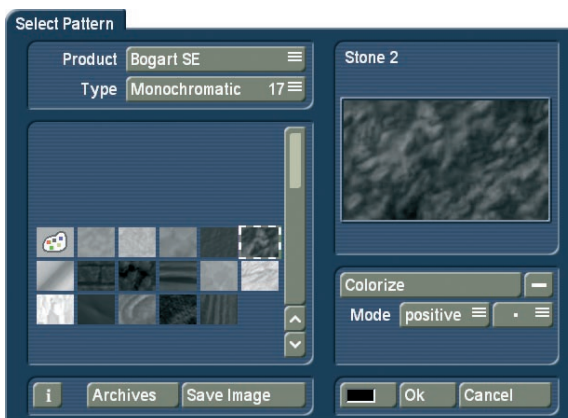 Select Pattern
Product Bogart SE
Type Monochromatic 17
Stone 2
Colorize
Mode positive
i Archives Save Image
Ok Cancel